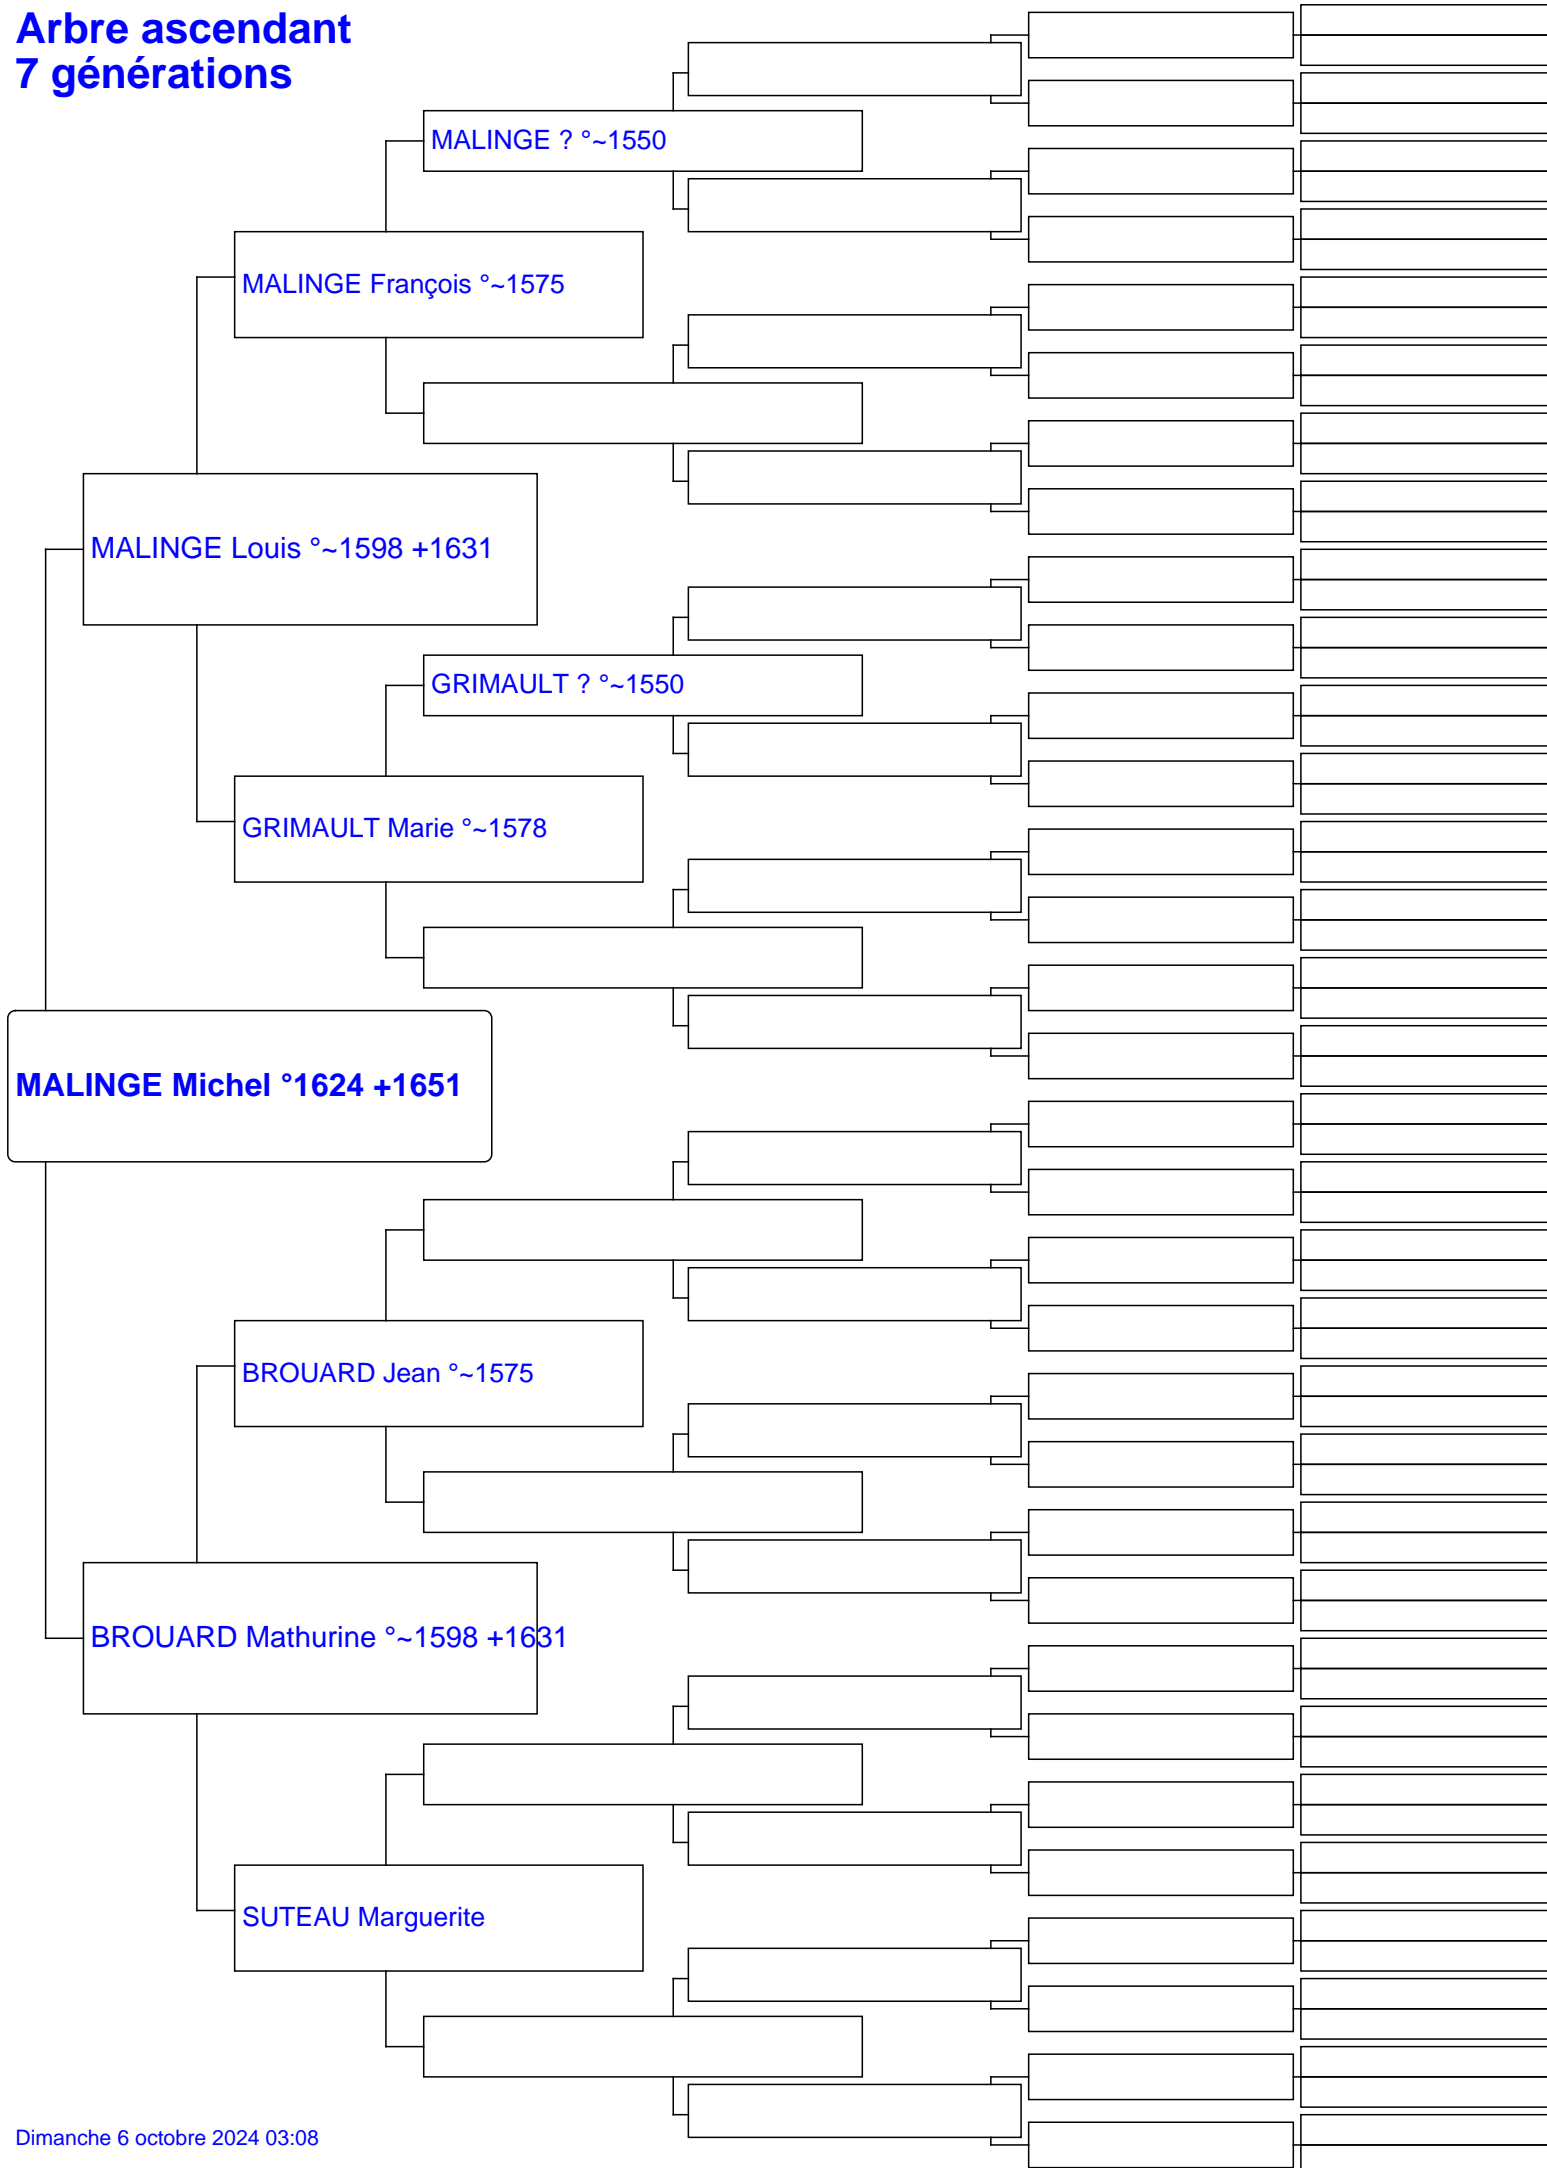 Arbre ascendant
7 générations
MALINGE ? °~1550
MALINGE François °~1575
MALINGE Louis °~1598 +1631
GRIMAULT ? °~1550
GRIMAULT Marie °~1578
MALINGE Michel °1624 +1651
BROUARD Jean °~1575
BROUARD Mathurine °~1598 +1631
SUTEAU Marguerite
Dimanche 6 octobre 2024 03:08